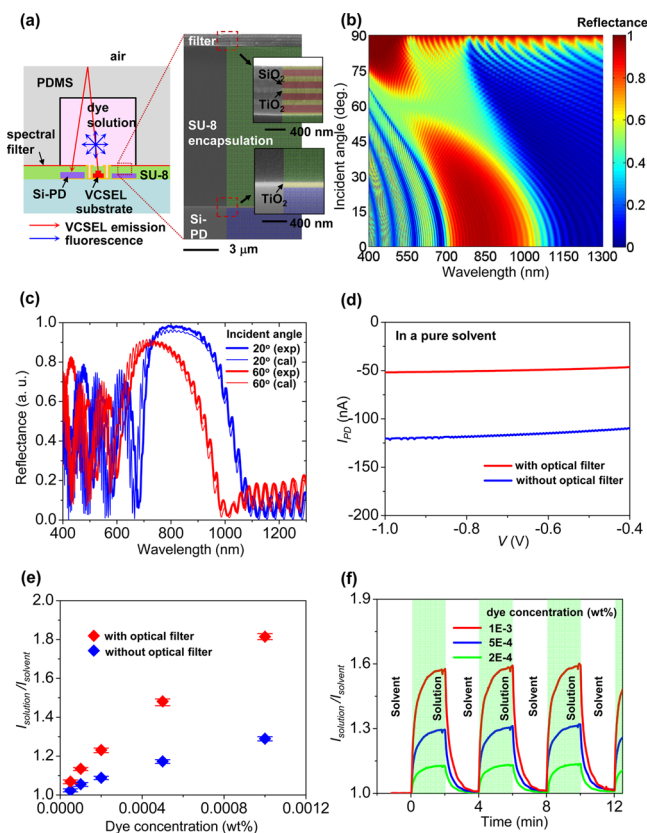 (a)
air
PDMS
dye
solution
spectral
filter
Si-PD
SU-8
VCSEL
substrate
VCSEL emission
fluorescence
filter
SiO2
TiO2
400 nm
SU-8
encapsulation
TiO2
400 nm
Si-
PD
3 μm
(b)
Reflectance
Incident angle (deg.)
90
75
60
45
30
15
0
400 550 700 850 1000 1150 1300
Wavelength (nm)
1
0.8
0.6
0.4
0.2
0
(c)
Reflectance (a. u.)
1.0
0.8
0.6
0.4
0.2
0.0
Incident angle
20o (exp)
20o (cal)
60o (exp)
60o (cal)
400 600 800 1000 1200
Wavelength (nm)
(d)
In a pure solvent
IPD (nA)
0
-50
-100
-150
-200
with optical filter
without optical filter
-1.0 -0.8 -0.6 -0.4
V (V)
(e)
Isolution/Isolvent
2.0
1.8
1.6
1.4
1.2
1.0
with optical filter
without optical filter
0.0000 0.0004 0.0008 0.0012
Dye concentration (wt%)
(f)
Isolution/Isolvent
1.9
1.6
1.3
1.0
dye concentration (wt%)
1E-3
5E-4
2E-4
Solvent
Solution
Solvent
Solution
Solvent
Solution
Solvent
0 4 8 12
Time (min)